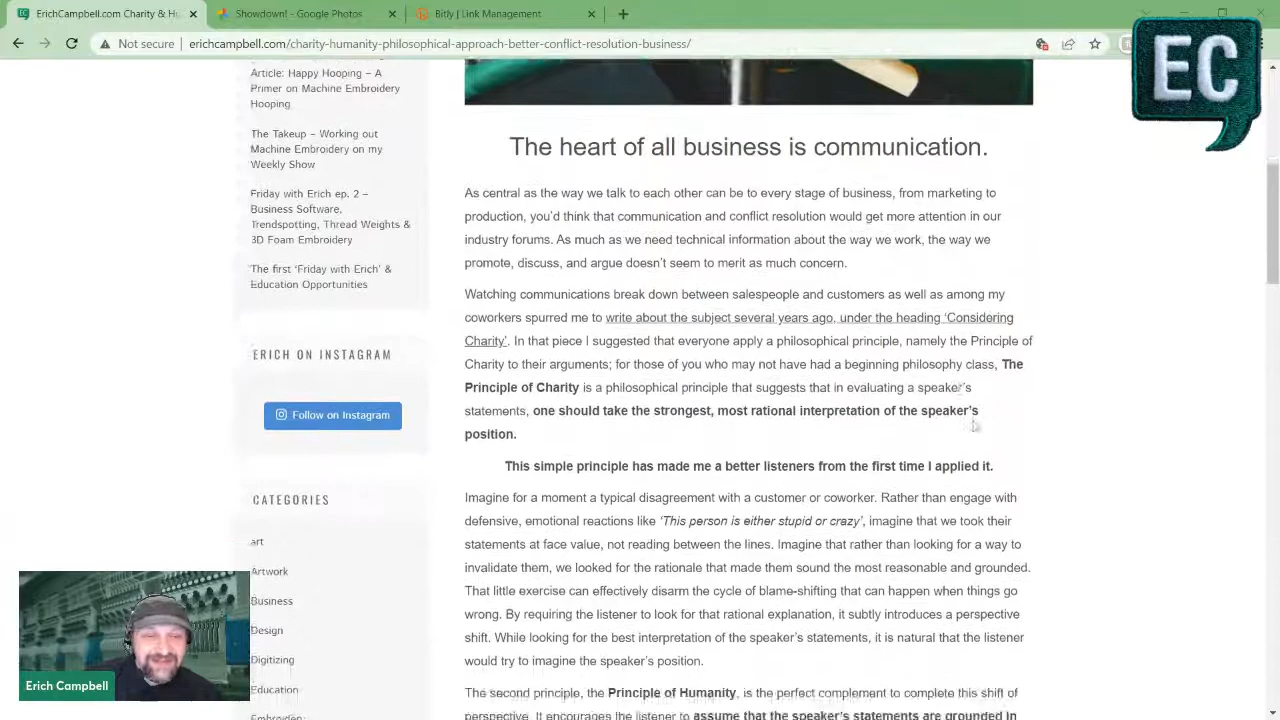 ErichCampbell.com Charity & Hu
Showdown! - Google Photos
Bitly | Link Management
Not secure
erichcampbell.com/charity-humanity-philosophical-approach-better-conflict-resolution-business/
EC
Article: Happy Hooping – A
Primer on Machine Embroidery
Hooping
The Takeup – Working out
Machine Embroidery on my
Weekly Show
Friday with Erich ep. 2 –
Business Software,
Trendspotting, Thread Weights &
3D Foam Embroidery
The first 'Friday with Erich' &
Education Opportunities
ERICH ON INSTAGRAM
Follow on Instagram
CATEGORIES
art
Artwork
Business
Design
Digitizing
Education
The heart of all business is communication.
As central as the way we talk to each other can be to every stage of business, from marketing to
production, you'd think that communication and conflict resolution would get more attention in our
industry forums. As much as we need technical information about the way we work, the way we
promote, discuss, and argue doesn't seem to merit as much concern.
Watching communications break down between salespeople and customers as well as among my
coworkers spurred me to write about the subject several years ago, under the heading 'Considering
Charity'. In that piece I suggested that everyone apply a philosophical principle, namely the Principle of
Charity to their arguments; for those of you who may not have had a beginning philosophy class, The
Principle of Charity is a philosophical principle that suggests that in evaluating a speaker's
statements, one should take the strongest, most rational interpretation of the speaker's
position.
This simple principle has made me a better listeners from the first time I applied it.
Imagine for a moment a typical disagreement with a customer or coworker. Rather than engage with
defensive, emotional reactions like 'This person is either stupid or crazy', imagine that we took their
statements at face value, not reading between the lines. Imagine that rather than looking for a way to
invalidate them, we looked for the rationale that made them sound the most reasonable and grounded.
That little exercise can effectively disarm the cycle of blame-shifting that can happen when things go
wrong. By requiring the listener to look for that rational explanation, it subtly introduces a perspective
shift. While looking for the best interpretation of the speaker's statements, it is natural that the listener
would try to imagine the speaker's position.
The second principle, the Principle of Humanity, is the perfect complement to complete this shift of
perspective. It encourages the listener to assume that the speaker's statements are grounded in
Erich Campbell